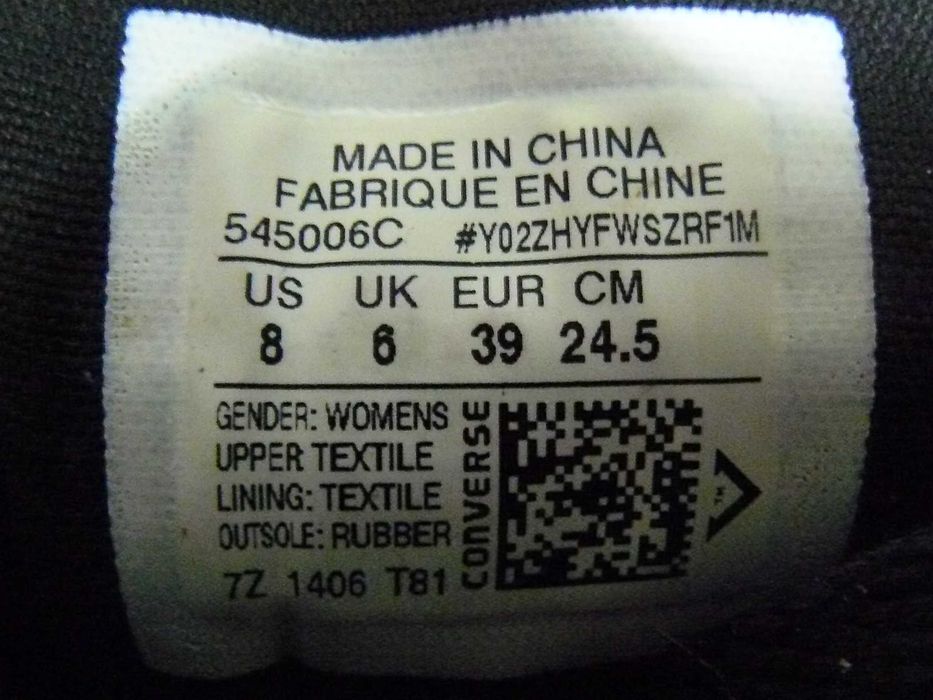 MADE IN CHINA
FABRIQUE EN CHINE
545006C #Y02ZHYFWSZRF1M
US UK EUR CM
8 6 39 24.5
GENDER: WOMENS
UPPER TEXTILE
LINING: TEXTILE
OUTSOLE: RUBBER
7Z 1406 T81
CONVERSE
TM